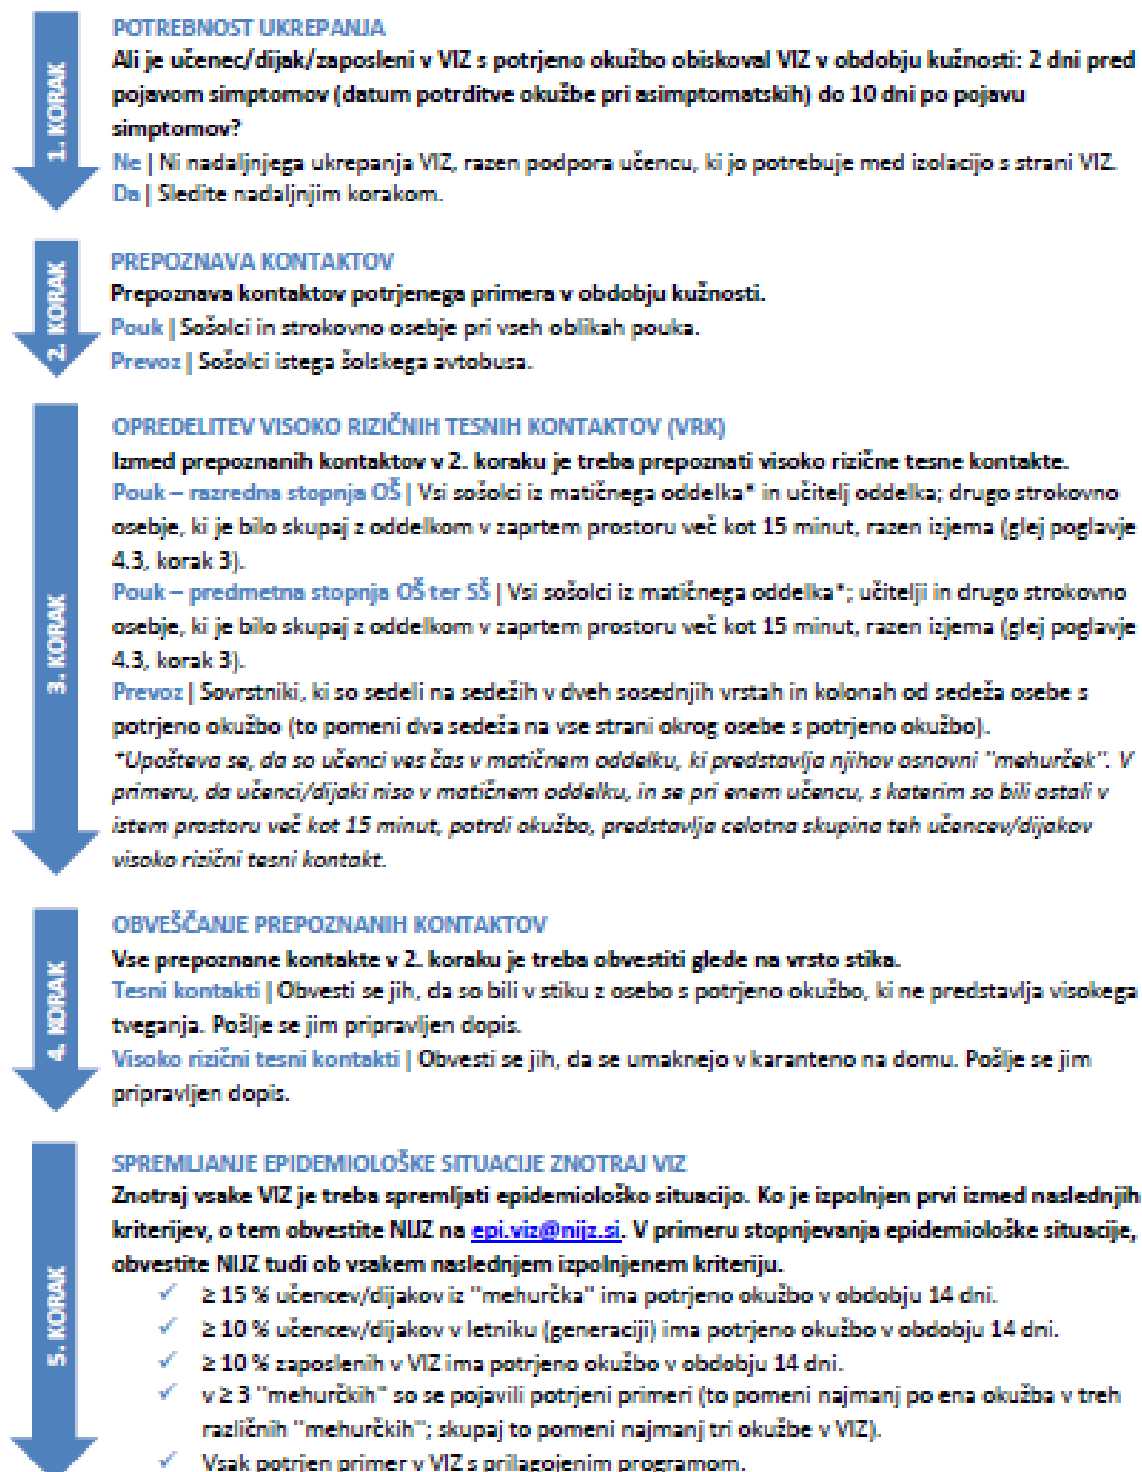 1. KORAK
POTREBNOST UKREPANJA
Ali je učenec/dijak/zaposleni v VIZ s potrjeno okužbo obiskoval VIZ v obdobju kužnosti: 2 dni pred
pojavom simptomov (datum potrditve okužbe pri asimptomatskih) do 10 dni po pojavu
simptomov?
Ne | Ni nadaljnjega ukrepanja VIZ, razen podpora učencu, ki jo potrebuje med izolacijo s strani VIZ.
Da | Sledite nadaljnjim korakom.
2. KORAK
PREPOZNAVA KONTAKTOV
Prepoznava kontaktov potrjenega primera v obdobju kužnosti.
Pouk | Sošolci in strokovno osebje pri vseh oblikah pouka.
Prevoz | Sošolci istega šolskega avtobusa.
3. KORAK
OPREDELITEV VISOKO RIZIČNIH TESNIH KONTAKTOV (VRK)
Izmed prepoznanih kontaktov v 2. koraku je treba prepoznati visoko rizične tesne kontakte.
Pouk – razredna stopnja OŠ | Vsi sošolci iz matičnega oddelka* in učitelj oddelka; drugo strokovno
osebje, ki je bilo skupaj z oddelkom v zaprtem prostoru več kot 15 minut, razen izjema (glej poglavje
4.3, korak 3).
Pouk – predmetna stopnja OŠ ter SŠ | Vsi sošolci iz matičnega oddelka*; učitelji in drugo strokovno
osebje, ki je bilo skupaj z oddelkom v zaprtem prostoru več kot 15 minut, razen izjema (glej poglavje
4.3, korak 3).
Prevoz | Sovrstniki, ki so sedeli na sedežih v dveh sosednjih vrstah in kolonah od sedeža osebe s
potrjeno okužbo (to pomeni dva sedeža na vse strani okrog osebe s potrjeno okužbo).
*Upošteva se, da so učenci ves čas v matičnem oddelku, ki predstavlja njihov osnovni "mehurček". V
primeru, da učenci/dijaki niso v matičnem oddelku, in se pri enem učencu, s katerim so bili ostali v
istem prostoru več kot 15 minut, potrdi okužba, predstavlja celotna skupina teh učencev/dijakov
visoko rizični tesni kontakt.
4. KORAK
OBVEŠČANJE PREPOZNANIH KONTAKTOV
Vse prepoznane kontakte v 2. koraku je treba obvestiti glede na vrsto stika.
Tesni kontakti | Obvesti se jih, da so bili v stiku z osebo s potrjeno okužbo, ki ne predstavlja visokega
tveganja. Pošlje se jim pripravljen dopis.
Visoko rizični tesni kontakti | Obvesti se jih, da se umaknejo v karanteno na domu. Pošlje se jim
pripravljen dopis.
5. KORAK
SPREMLJANJE EPIDEMIOLOŠKE SITUACIJE ZNOTRAJ VIZ
Znotraj vsake VIZ je treba spremljati epidemiološko situacijo. Ko je izpolnjen prvi izmed naslednjih
kriterijev, o tem obvestite NIJZ na epi.viz@nijz.si. V primeru stopnjevanja epidemiološke situacije,
obvestite NIJZ tudi ob vsakem naslednjem izpolnjenem kriteriju.
✓ ≥ 15 % učencev/dijakov iz "mehurčka" ima potrjeno okužbo v obdobju 14 dni.
✓ ≥ 10 % učencev/dijakov v letniku (generaciji) ima potrjeno okužbo v obdobju 14 dni.
✓ ≥ 10 % zaposlenih v VIZ ima potrjeno okužbo v obdobju 14 dni.
✓ v ≥ 3 "mehurčkih" so se pojavili potrjeni primeri (to pomeni najmanj po ena okužba v treh
različnih "mehurčkih"; skupaj to pomeni najmanj tri okužbe v VIZ).
✓ Vsak potrjen primer v VIZ s prilagojenim programom.